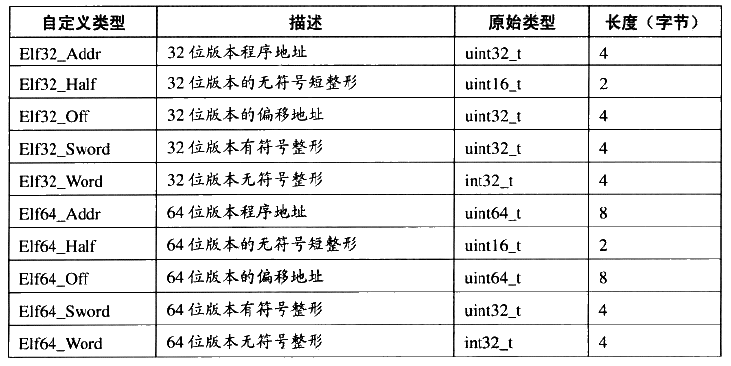 自定义类型 描述 原始类型 长度（字节）
Elf32_Addr 32 位版本程序地址 uint32_t 4
Elf32_Half 32 位版本的无符号短整形 uint16_t 2
Elf32_Off 32 位版本的偏移地址 uint32_t 4
Elf32_Sword 32 位版本有符号整形 uint32_t 4
Elf32_Word 32 位版本无符号整形 int32_t 4
Elf64_Addr 64 位版本程序地址 uint64_t 8
Elf64_Half 64 位版本的无符号短整形 uint16_t 2
Elf64_Off 64 位版本的偏移地址 uint64_t 8
Elf64_Sword 64 位版本有符号整形 uint32_t 4
Elf64_Word 64 位版本无符号整形 int32_t 4